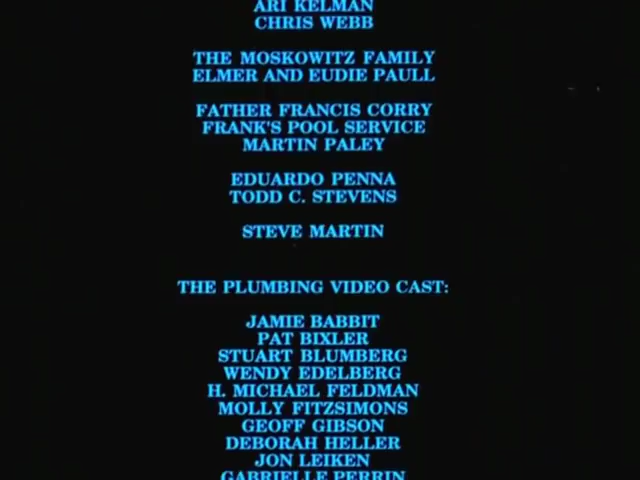 ARI KELMAN
CHRIS WEBB
THE MOSKOWITZ FAMILY
ELMER AND EUDIE PAULL
FATHER FRANCIS CORRY
FRANK'S POOL SERVICE
MARTIN PALEY
EDUARDO PENNA
TODD C. STEVENS
STEVE MARTIN
THE PLUMBING VIDEO CAST:
JAMIE BABBIT
PAT BIXLER
STUART BLUMBERG
WENDY EDELBERG
H. MICHAEL FELDMAN
MOLLY FITZSIMONS
GEOFF GIBSON
DEBORAH HELLER
JON LEIKEN
GABRIELLE PERRIN